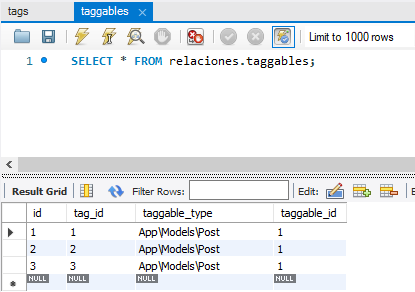 tags
taggables
Limit to 1000 rows
1 SELECT * FROM relaciones.taggables;
Result Grid Filter Rows: Edit:
id tag_id taggable_type taggable_id
1 1 App\Models\Post 1
2 2 App\Models\Post 1
3 3 App\Models\Post 1
NULL NULL NULL NULL